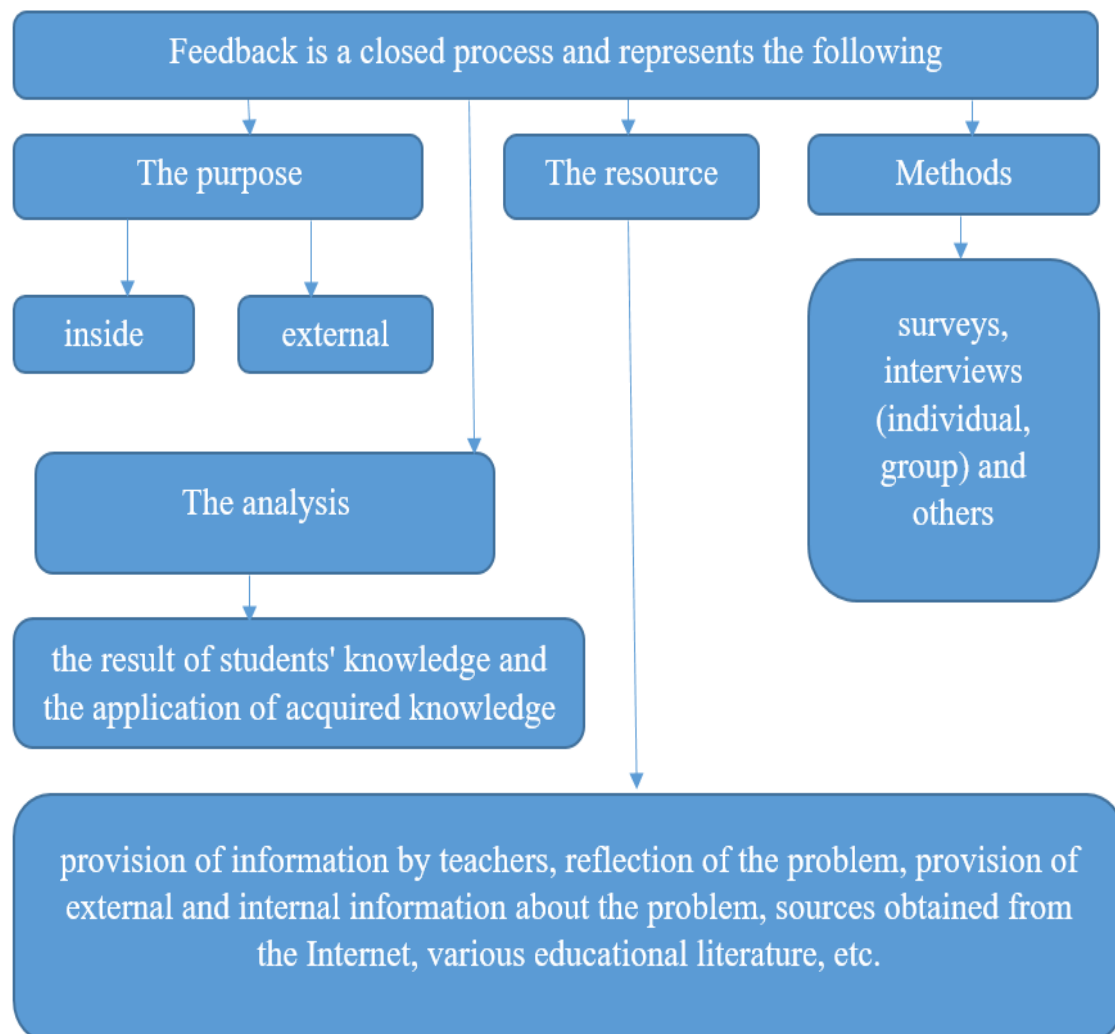 Feedback is a closed process and represents the following
The purpose
The resource
Methods
inside
external
surveys,
interviews
(individual,
group) and
others
The analysis
the result of students' knowledge and
the application of acquired knowledge
provision of information by teachers, reflection of the problem, provision of
external and internal information about the problem, sources obtained from
the Internet, various educational literature, etc.